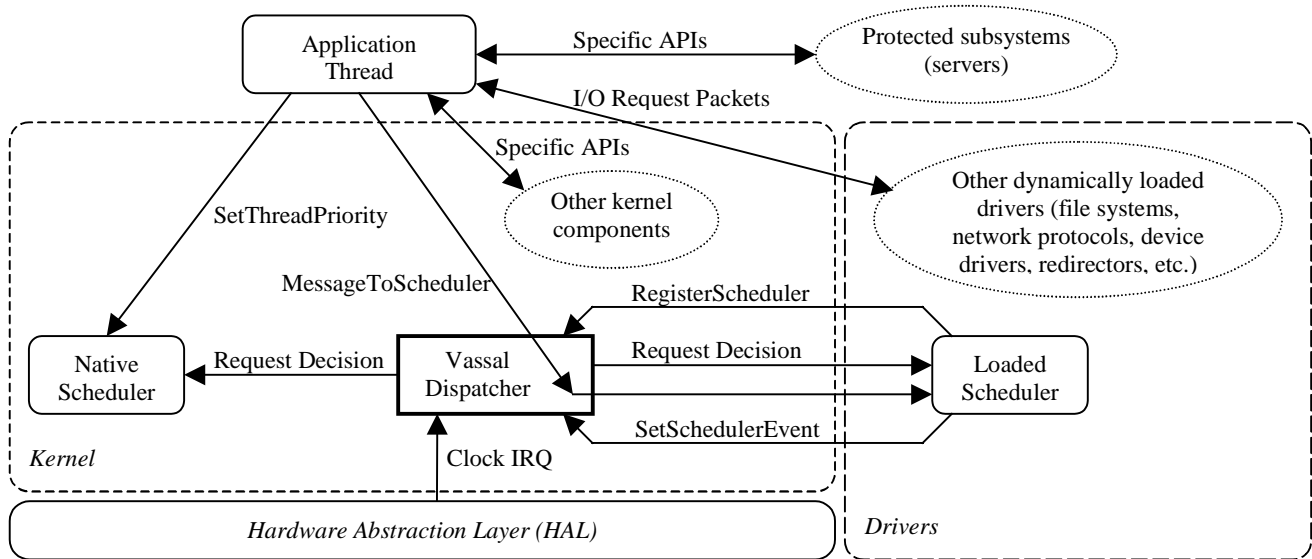 Application
Thread
Specific APIs
Protected subsystems
(servers)
I/O Request Packets
Specific APIs
Other kernel
components
Other dynamically loaded
drivers (file systems,
network protocols, device
drivers, redirectors, etc.)
SetThreadPriority
MessageToScheduler
RegisterScheduler
Native
Scheduler
Request Decision
Vassal
Dispatcher
Request Decision
Loaded
Scheduler
SetSchedulerEvent
Kernel
Clock IRQ
Hardware Abstraction Layer (HAL)
Drivers